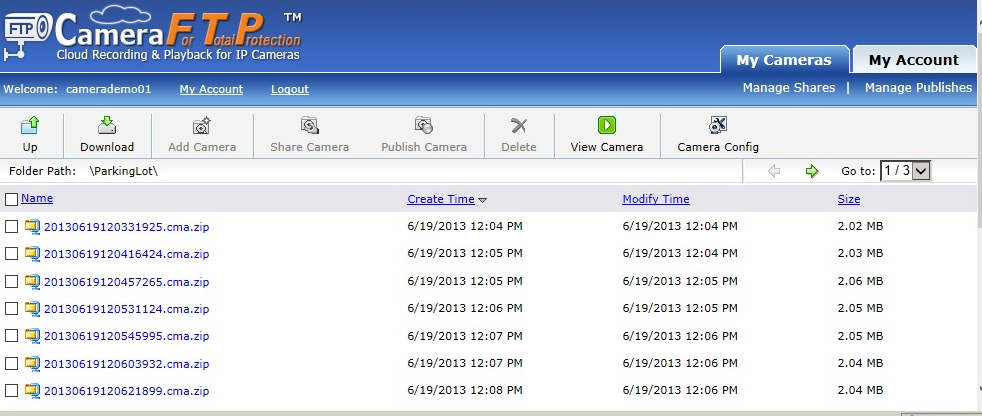 FTP CameraFTP TM
For Total Protection
Cloud Recording & Playback for IP Cameras
My Cameras My Account
Welcome: camerademo01 My Account Logout Manage Shares | Manage Publishes
Up Download Add Camera Share Camera Publish Camera Delete View Camera Camera Config
Folder Path: \ParkingLot\ Go to: 1 / 3
Name Create Time Modify Time Size
20130619120331925.cma.zip 6/19/2013 12:04 PM 6/19/2013 12:04 PM 2.02 MB
20130619120416424.cma.zip 6/19/2013 12:05 PM 6/19/2013 12:04 PM 2.03 MB
20130619120457265.cma.zip 6/19/2013 12:05 PM 6/19/2013 12:05 PM 2.06 MB
20130619120531124.cma.zip 6/19/2013 12:06 PM 6/19/2013 12:05 PM 2.05 MB
20130619120545995.cma.zip 6/19/2013 12:07 PM 6/19/2013 12:06 PM 2.05 MB
20130619120603932.cma.zip 6/19/2013 12:07 PM 6/19/2013 12:06 PM 2.04 MB
20130619120621899.cma.zip 6/19/2013 12:08 PM 6/19/2013 12:06 PM 2.04 MB